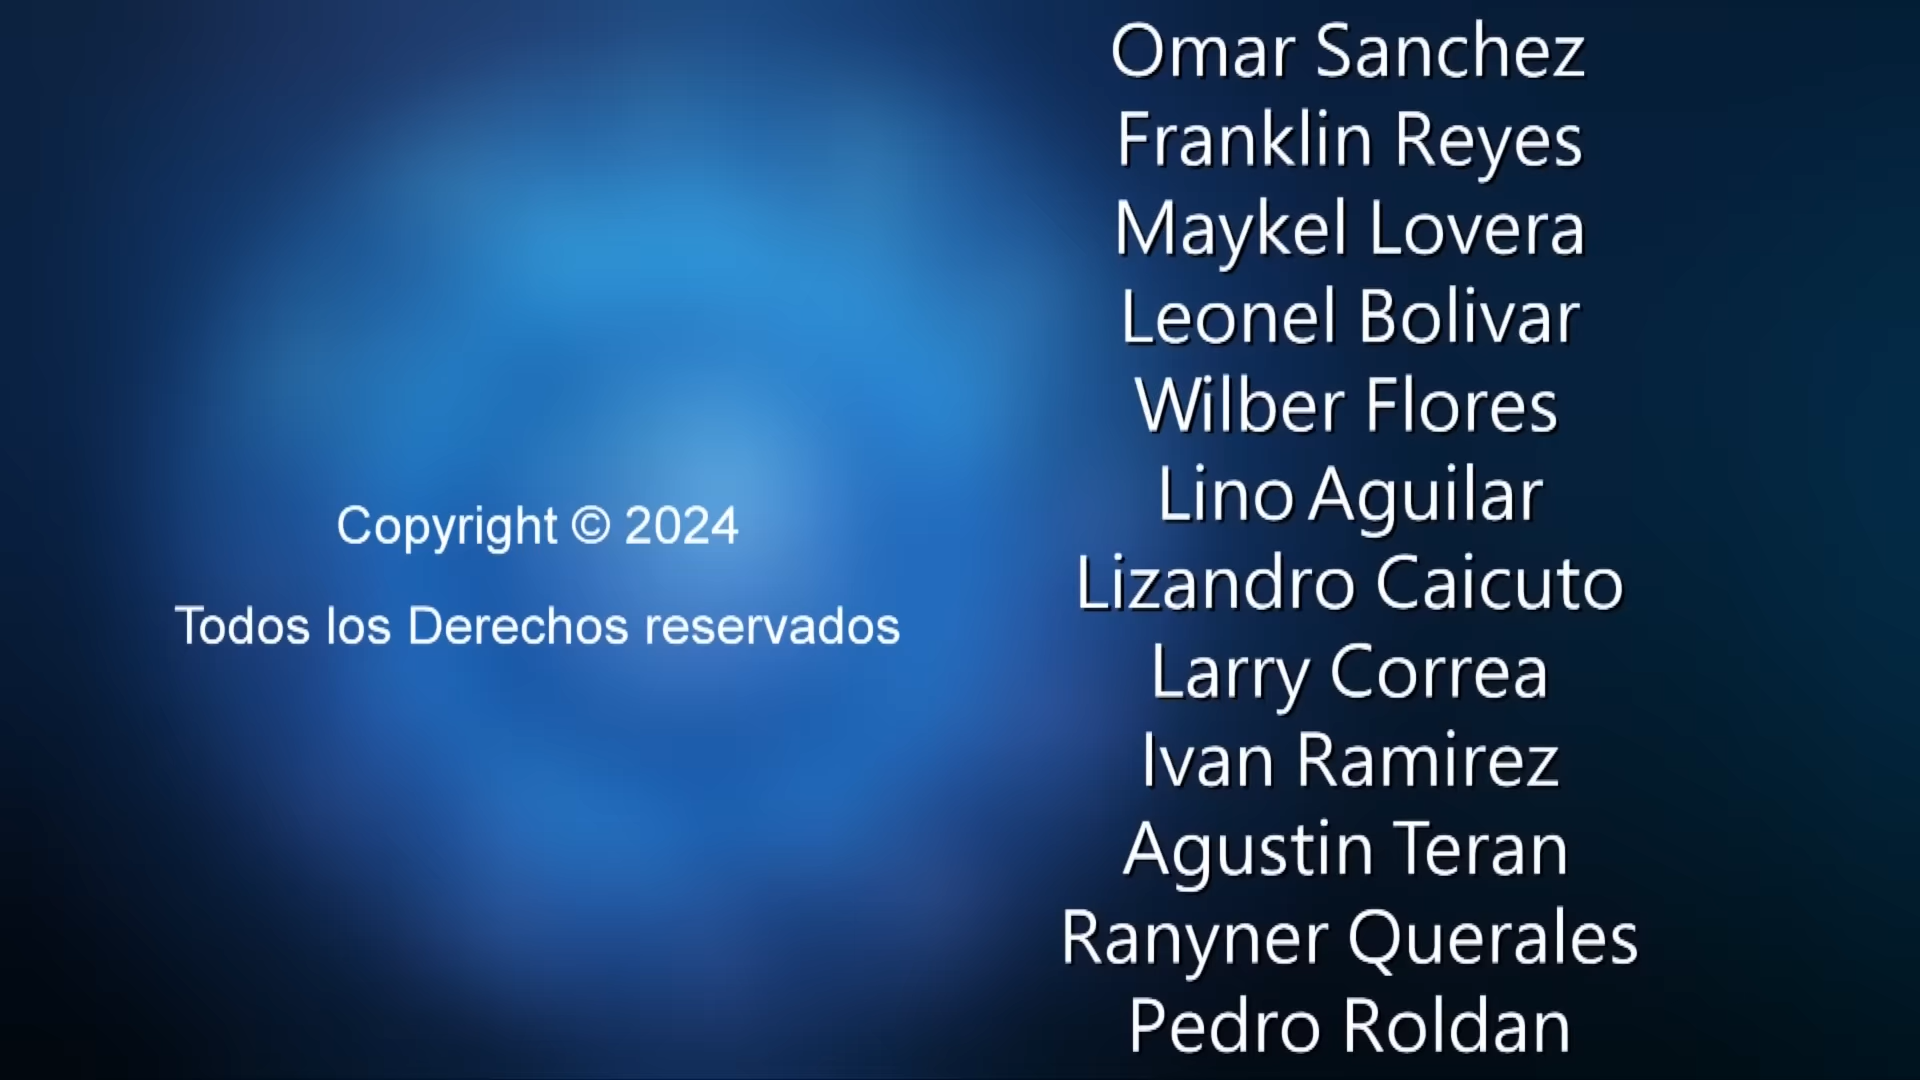 Copyright © 2024
Todos los Derechos reservados
Omar Sanchez
Franklin Reyes
Maykel Lovera
Leonel Bolivar
Wilber Flores
Lino Aguilar
Lizandro Caicuto
Larry Correa
Ivan Ramirez
Agustin Teran
Ranyner Querales
Pedro Roldan